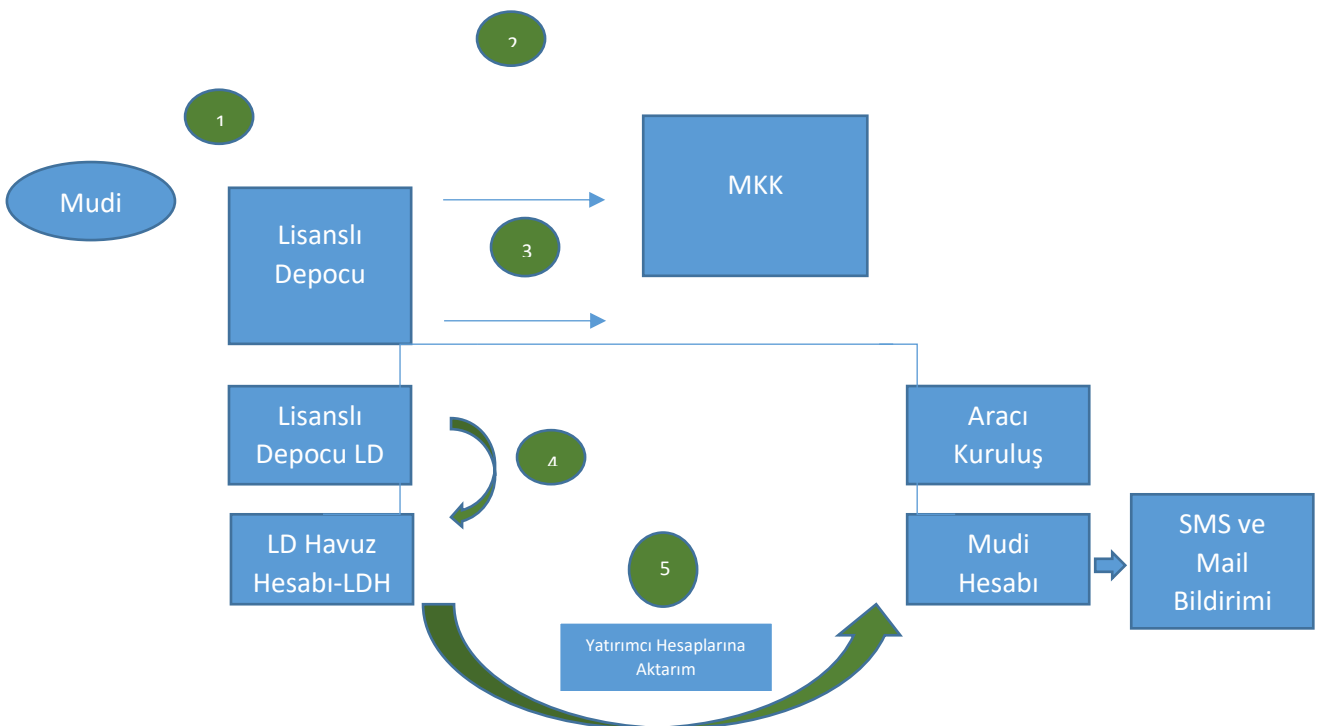 2
1
MKK
Mudi
Lisanslı
Depocu
3
Lisanslı
Depocu LD
4
Aracı
Kuruluş
LD Havuz
Hesabı-LDH
5
Mudi
Hesabı
SMS ve
Mail
Bildirimi
Yatırımcı Hesaplarına
Aktarım